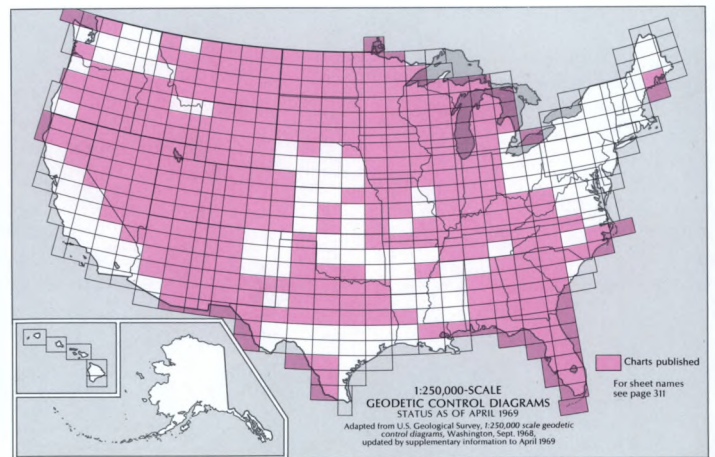 Charts published
For sheet names
see page 311
1:250,000-SCALE
GEODETIC CONTROL DIAGRAMS
STATUS AS OF APRIL 1969
Adapted from U.S. Geological Survey, 1:250,000 scale geodetic
control diagrams, Washington, Sept. 1968,
updated by supplementary information to April 1969